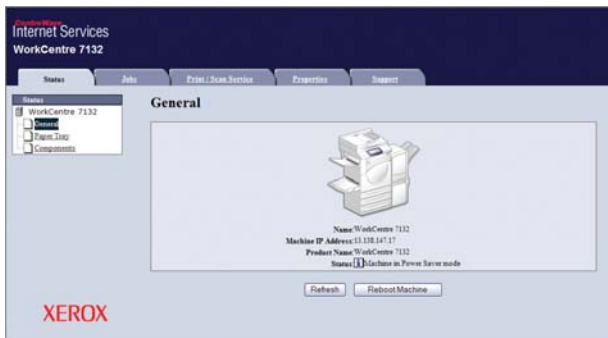 CentreWare
Internet Services
WorkCentre 7132
Status
Jobs
Print / Scan Service
Properties
Support
Status
WorkCentre 7132
General
Paper Tray
Components
General
Name: WorkCentre 7132
Machine IP Address: 13.138.147.17
Product Name: WorkCentre 7132
Status: i Machine in Power Saver mode
Refresh
Reboot Machine
XEROX